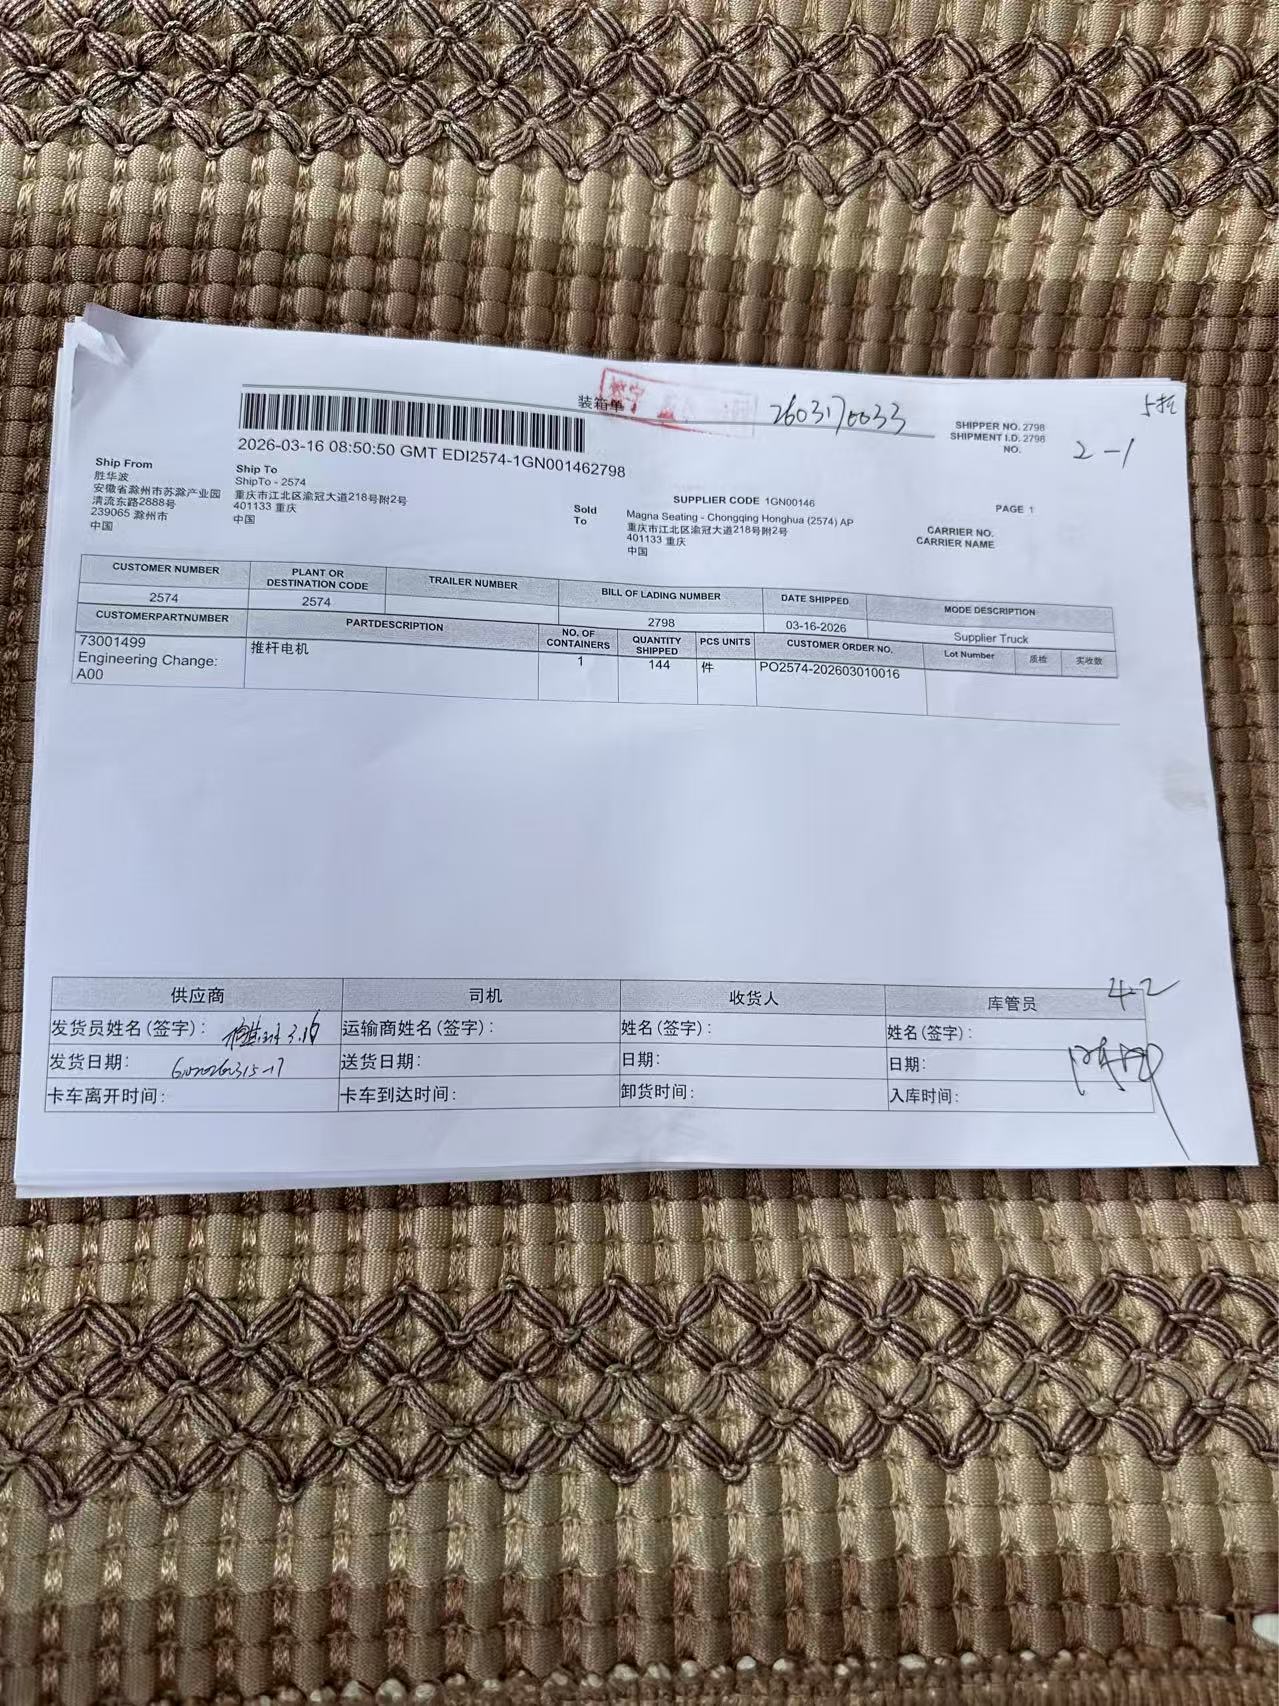 装箱单
2603170033
5托
SHIPPER NO. 2798
SHIPMENT I.D. 2798
NO.
2-1
2026-03-16 08:50:50 GMT EDI2574-1GN001462798
Ship From
胜华波
安徽省滁州市苏滁产业园
清流东路2888号
239065 滁州市
中国
Ship To
ShipTo - 2574
重庆市江北区渝冠大道218号附2号
401133 重庆
中国
SUPPLIER CODE 1GN00146
PAGE 1
Sold To
Magna Seating - Chongqing Honghua (2574) AP
重庆市江北区渝冠大道218号附2号
401133 重庆
中国
CARRIER NO.
CARRIER NAME
CUSTOMER NUMBER PLANT OR DESTINATION CODE TRAILER NUMBER BILL OF LADING NUMBER DATE SHIPPED MODE DESCRIPTION
2574 2574 2798 03-16-2026 Supplier Truck
CUSTOMERPARTNUMBER PARTDESCRIPTION NO. OF CONTAINERS QUANTITY SHIPPED PCS UNITS CUSTOMER ORDER NO. Lot Number 质检 实收数
73001499 推杆电机 1 144 件 PO2574-202603010016
Engineering Change:
A00
供应商 司机 收货人 库管员
4-2
发货员姓名(签字): 3.16 运输商姓名(签字): 姓名(签字): 姓名(签字):
发货日期: 送货日期: 日期: 日期:
卡车离开时间: 卡车到达时间: 卸货时间: 入库时间: